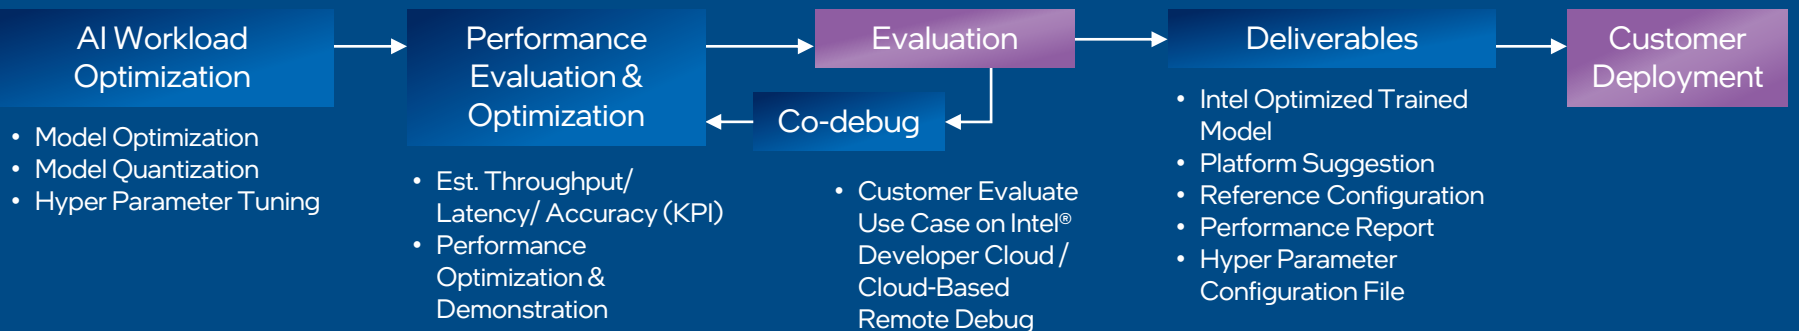 AI Workload
Optimization
• Model Optimization
• Model Quantization
• Hyper Parameter Tuning
Performance
Evaluation &
Optimization
• Est. Throughput/
Latency/ Accuracy (KPI)
• Performance
Optimization &
Demonstration
Evaluation
Co-debug
• Customer Evaluate
Use Case on Intel®
Developer Cloud /
Cloud-Based
Remote Debug
Deliverables
• Intel Optimized Trained
Model
• Platform Suggestion
• Reference Configuration
• Performance Report
• Hyper Parameter
Configuration File
Customer
Deployment